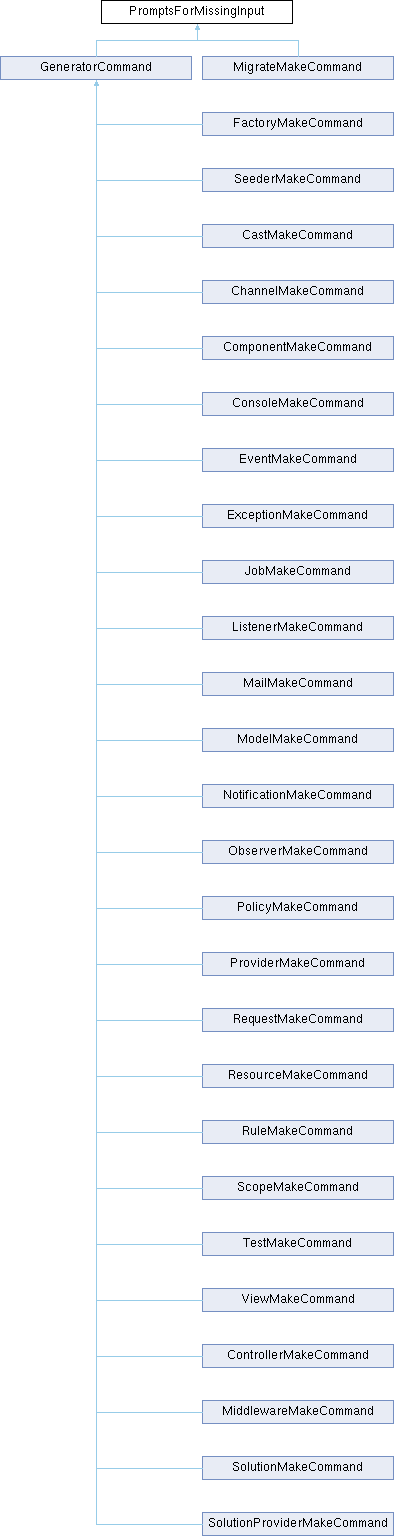 PromptsForMissingInput
GeneratorCommand
MigrateMakeCommand
FactoryMakeCommand
SeederMakeCommand
CastMakeCommand
ChannelMakeCommand
ComponentMakeCommand
ConsoleMakeCommand
EventMakeCommand
ExceptionMakeCommand
JobMakeCommand
ListenerMakeCommand
MailMakeCommand
ModelMakeCommand
NotificationMakeCommand
ObserverMakeCommand
PolicyMakeCommand
ProviderMakeCommand
RequestMakeCommand
ResourceMakeCommand
RuleMakeCommand
ScopeMakeCommand
TestMakeCommand
ViewMakeCommand
ControllerMakeCommand
MiddlewareMakeCommand
SolutionMakeCommand
SolutionProviderMakeCommand